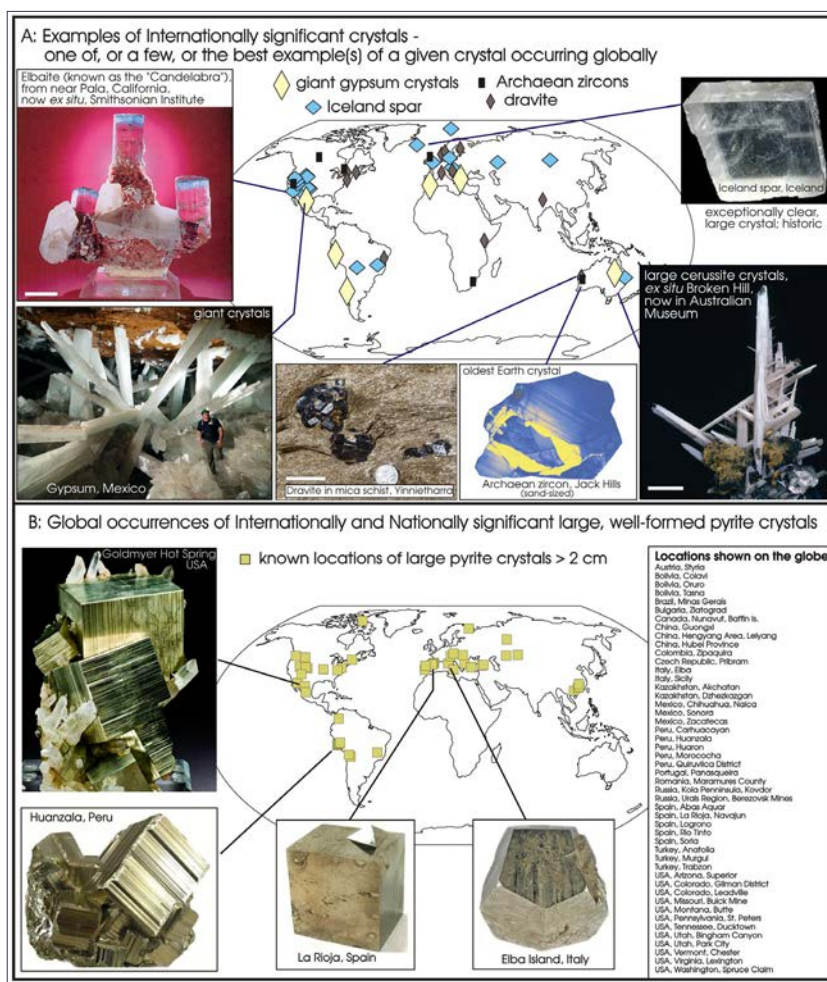 A: Examples of Internationally significant crystals -
one of, or a few, or the best example(s) of a given crystal occurring globally
Elbaite (known as the "Candelabra"),
from near Pala, California,
now ex situ, Smithsonian Institute
giant gypsum crystals
Archaean zircons
Iceland spar
dravite
Iceland spar, Iceland
exceptionally clear,
large crystal; historic
giant crystals
Gypsum, Mexico
Dravite in mica schist, Yinnietharra
oldest Earth crystal
Archaean zircon, Jack Hills
(sand-sized)
large cerussite crystals,
ex situ Broken Hill,
now in Australian
Museum
B: Global occurrences of Internationally and Nationally significant large, well-formed pyrite crystals
Goldmyer Hot Spring
USA
known locations of large pyrite crystals > 2 cm
Huanzala, Peru
La Rioja, Spain
Elba Island, Italy
Locations shown on the globe
Austria, Styria
Bolivia, Colavi
Bolivia, Oruro
Bolivia, Tasna
Brazil, Minas Gerais
Bulgaria, Zlatograd
Canada, Nunavut, Baffin Is.
China, Guongxi
China, Hengyang Area, Leiyang
China, Hubei Province
Colombia, Zipaquira
Czech Republic, Pribram
Italy, Elba
Italy, Sicily
Kazakhstan, Akchatan
Kazakhstan, Dzhezkazgan
Mexico, Chihuahua, Naica
Mexico, Sonora
Mexico, Zacatecas
Peru, Carhuacayan
Peru, Huanzala
Peru, Huaron
Peru, Morococha
Peru, Quiruvilca District
Portugal, Panasqueira
Romania, Maramures County
Russia, Kola Penninsula, Kovdor
Russia, Urals Region, Berezovsk Mines
Spain, Abas Aquar
Spain, La Rioja, Navajun
Spain, Logrono
Spain, Rio Tinto
Spain, Soria
Turkey, Anatolia
Turkey, Murgul
Turkey, Trabzon
USA, Arizona, Superior
USA, Colorado, Gilman District
USA, Colorado, Leadville
USA, Missouri, Buick Mine
USA, Montana, Butte
USA, Pennsylvania, St. Peters
USA, Tennessee, Ducktown
USA, Utah, Bingham Canyon
USA, Utah, Park City
USA, Vermont, Chester
USA, Virginia, Lexington
USA, Washington, Spruce Claim